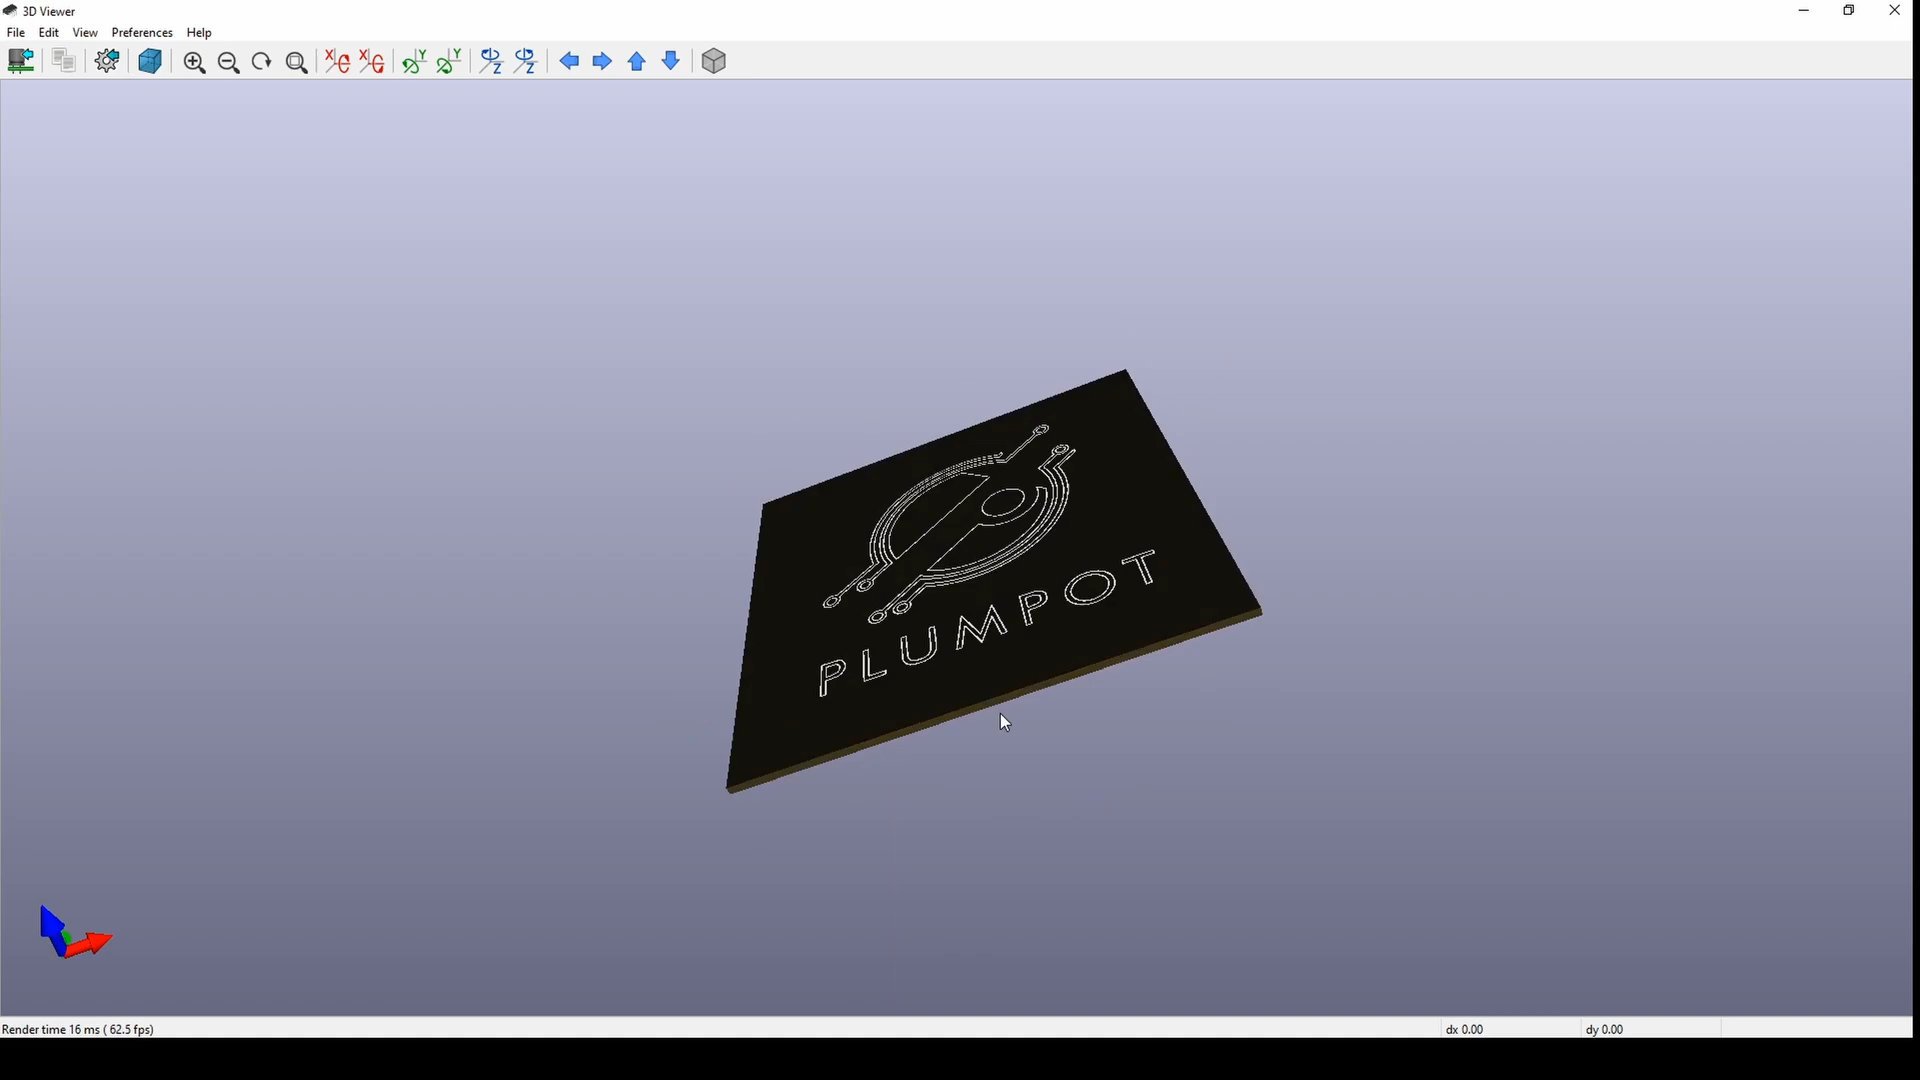 3D Viewer
File Edit View Preferences Help
X X Y Y Z Z
PLUMPOT
Render time 16 ms ( 62.5 fps) dx 0.00 dy 0.00